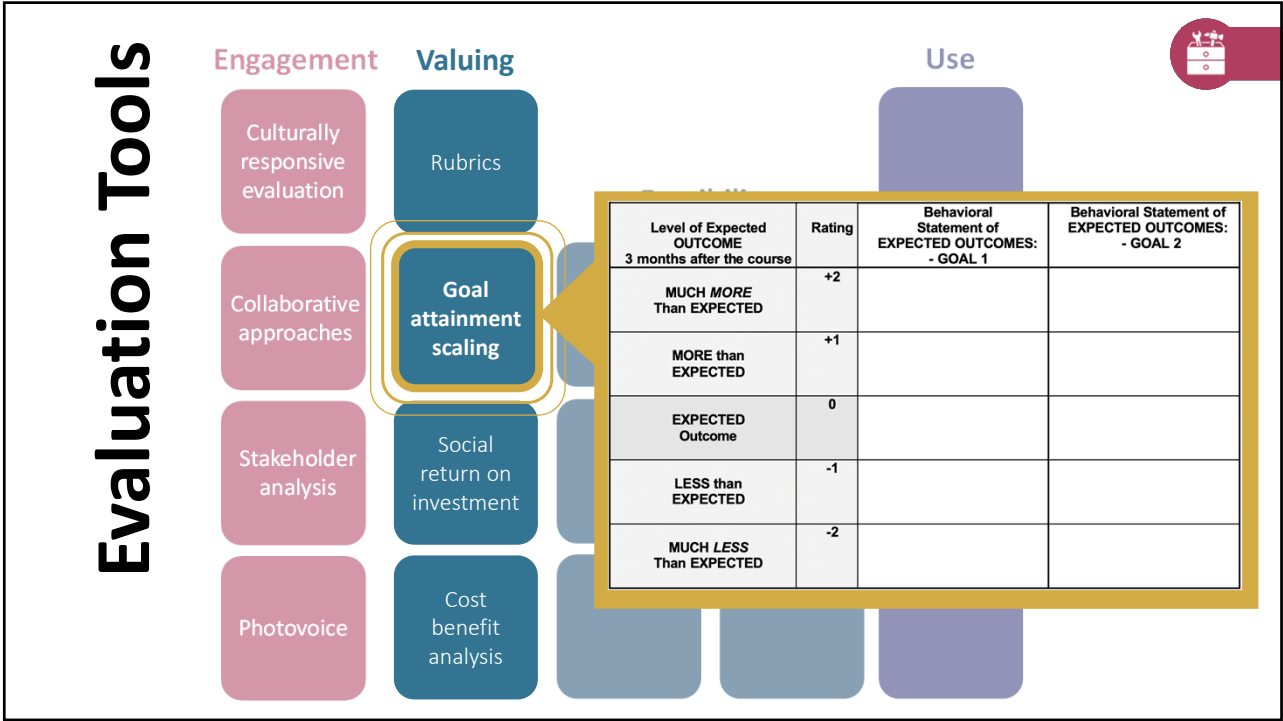 Evaluation Tools
Engagement
Valuing
Use
Culturally
responsive
evaluation
Collaborative
approaches
Stakeholder
analysis
Photovoice
Rubrics
Goal
attainment
scaling
Social
return on
investment
Cost
benefit
analysis
Level of Expected
OUTCOME
3 months after the course
Rating
Behavioral
Statement of
EXPECTED OUTCOMES:
- GOAL 1
Behavioral Statement of
EXPECTED OUTCOMES:
- GOAL 2
MUCH MORE
Than EXPECTED
+2
MORE than
EXPECTED
+1
EXPECTED
Outcome
0
LESS than
EXPECTED
-1
MUCH LESS
Than EXPECTED
-2